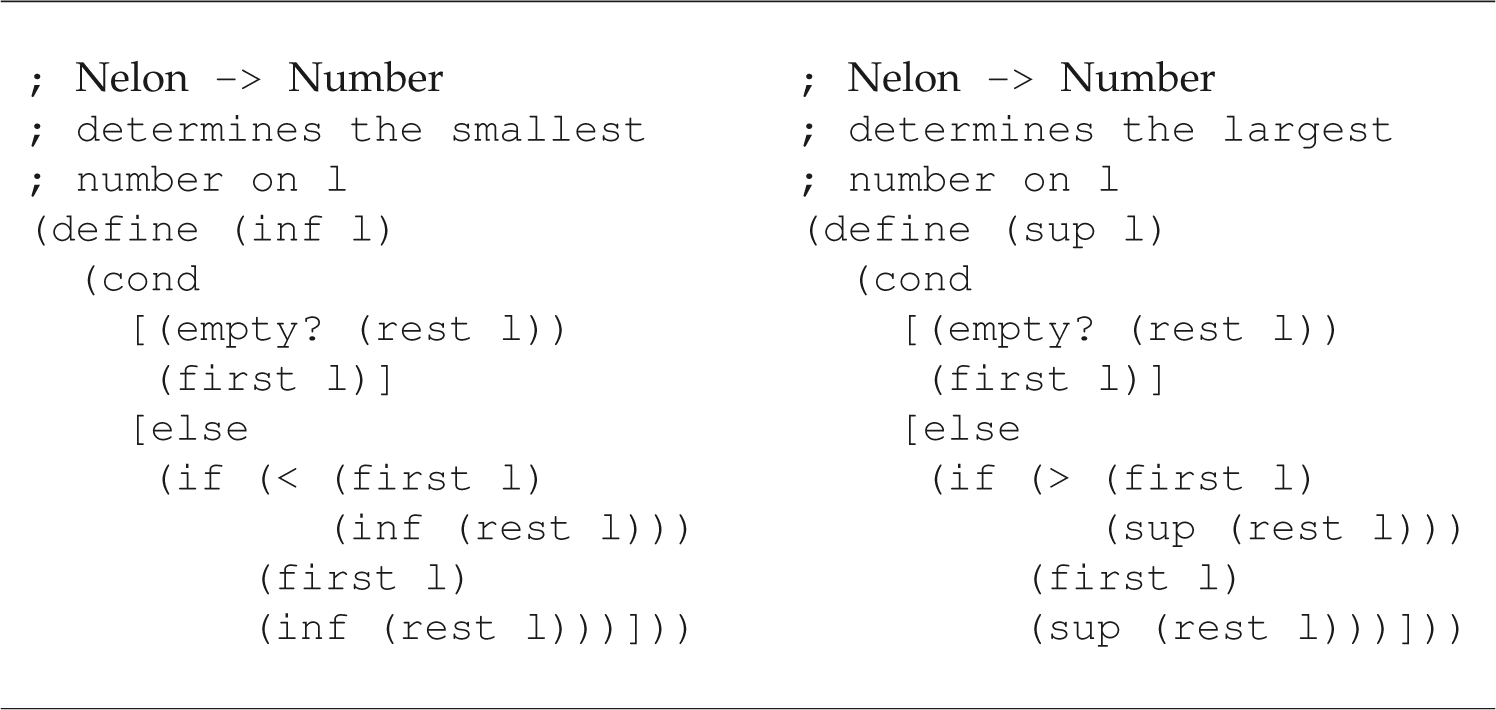 ; Nelon -> Number
; determines the smallest
; number on l
(define (inf l)
  (cond
    [(empty? (rest l))
     (first l)]
    [else
     (if (< (first l)
            (inf (rest l)))
         (first l)
         (inf (rest l)))]))
; Nelon -> Number
; determines the largest
; number on l
(define (sup l)
  (cond
    [(empty? (rest l))
     (first l)]
    [else
     (if (> (first l)
            (sup (rest l)))
         (first l)
         (sup (rest l)))]))